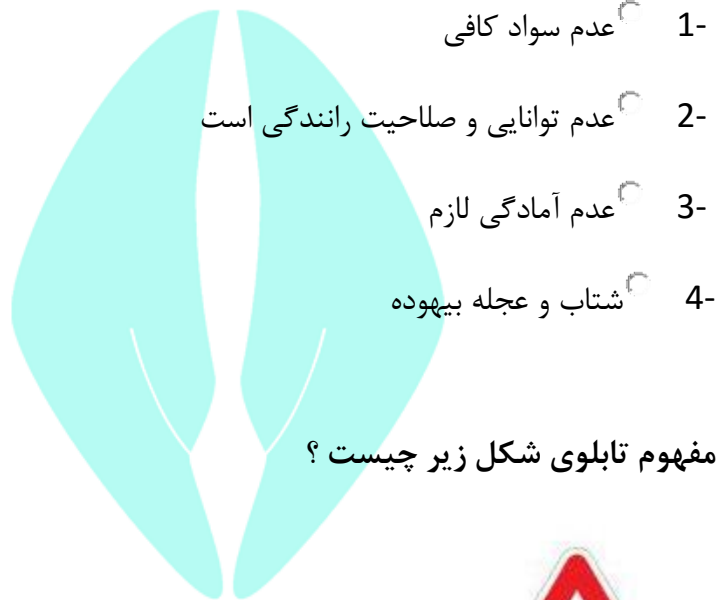 1- عدم سواد کافی
2- عدم توانایی و صلاحیت رانندگی است
3- عدم آمادگی لازم
4- شتاب و عجله بیهوده
مفهوم تابلوی شکل زیر چیست ؟